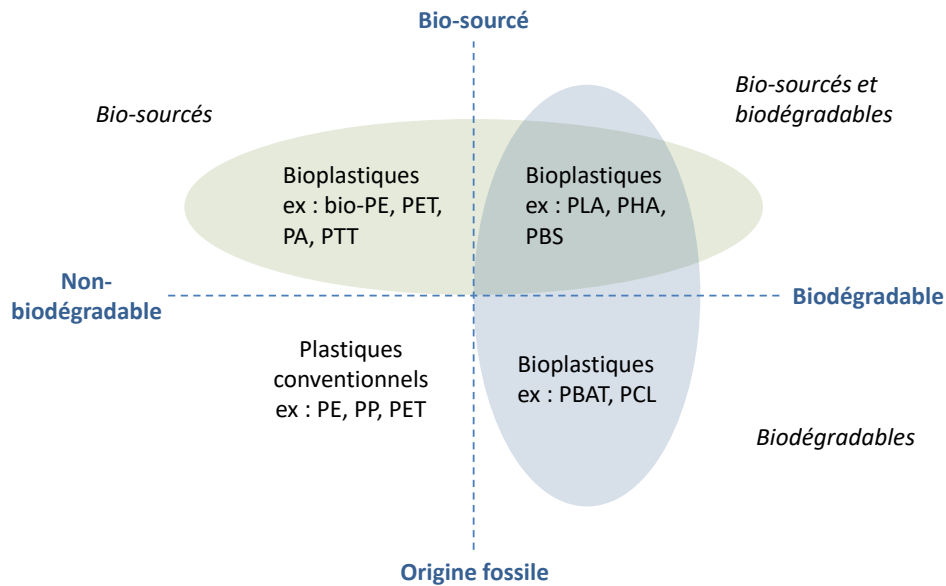 Bio-sourcé
Bio-sourcés et
biodégradables
Bio-sourcés
Bioplastiques
ex : bio-PE, PET,
PA, PTT
Bioplastiques
ex : PLA, PHA,
PBS
Non-
biodégradable
Biodégradable
Plastiques
conventionnels
ex : PE, PP, PET
Bioplastiques
ex : PBAT, PCL
Biodégradables
Origine fossile